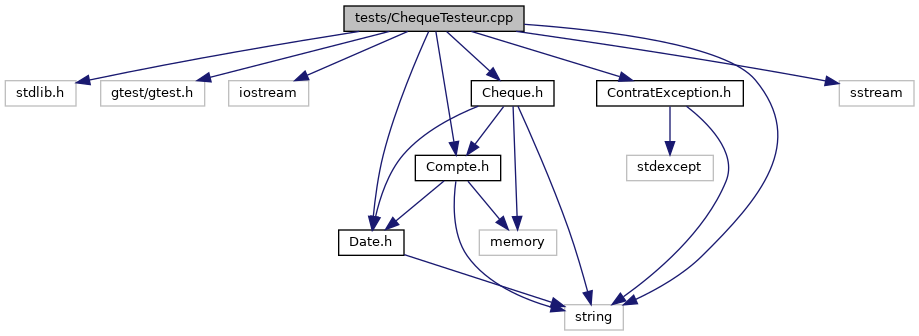 tests/ChequeTesteur.cpp
stdlib.h
gtest/gtest.h
iostream
Cheque.h
ContratException.h
sstream
Compte.h
stdexcept
Date.h
memory
string